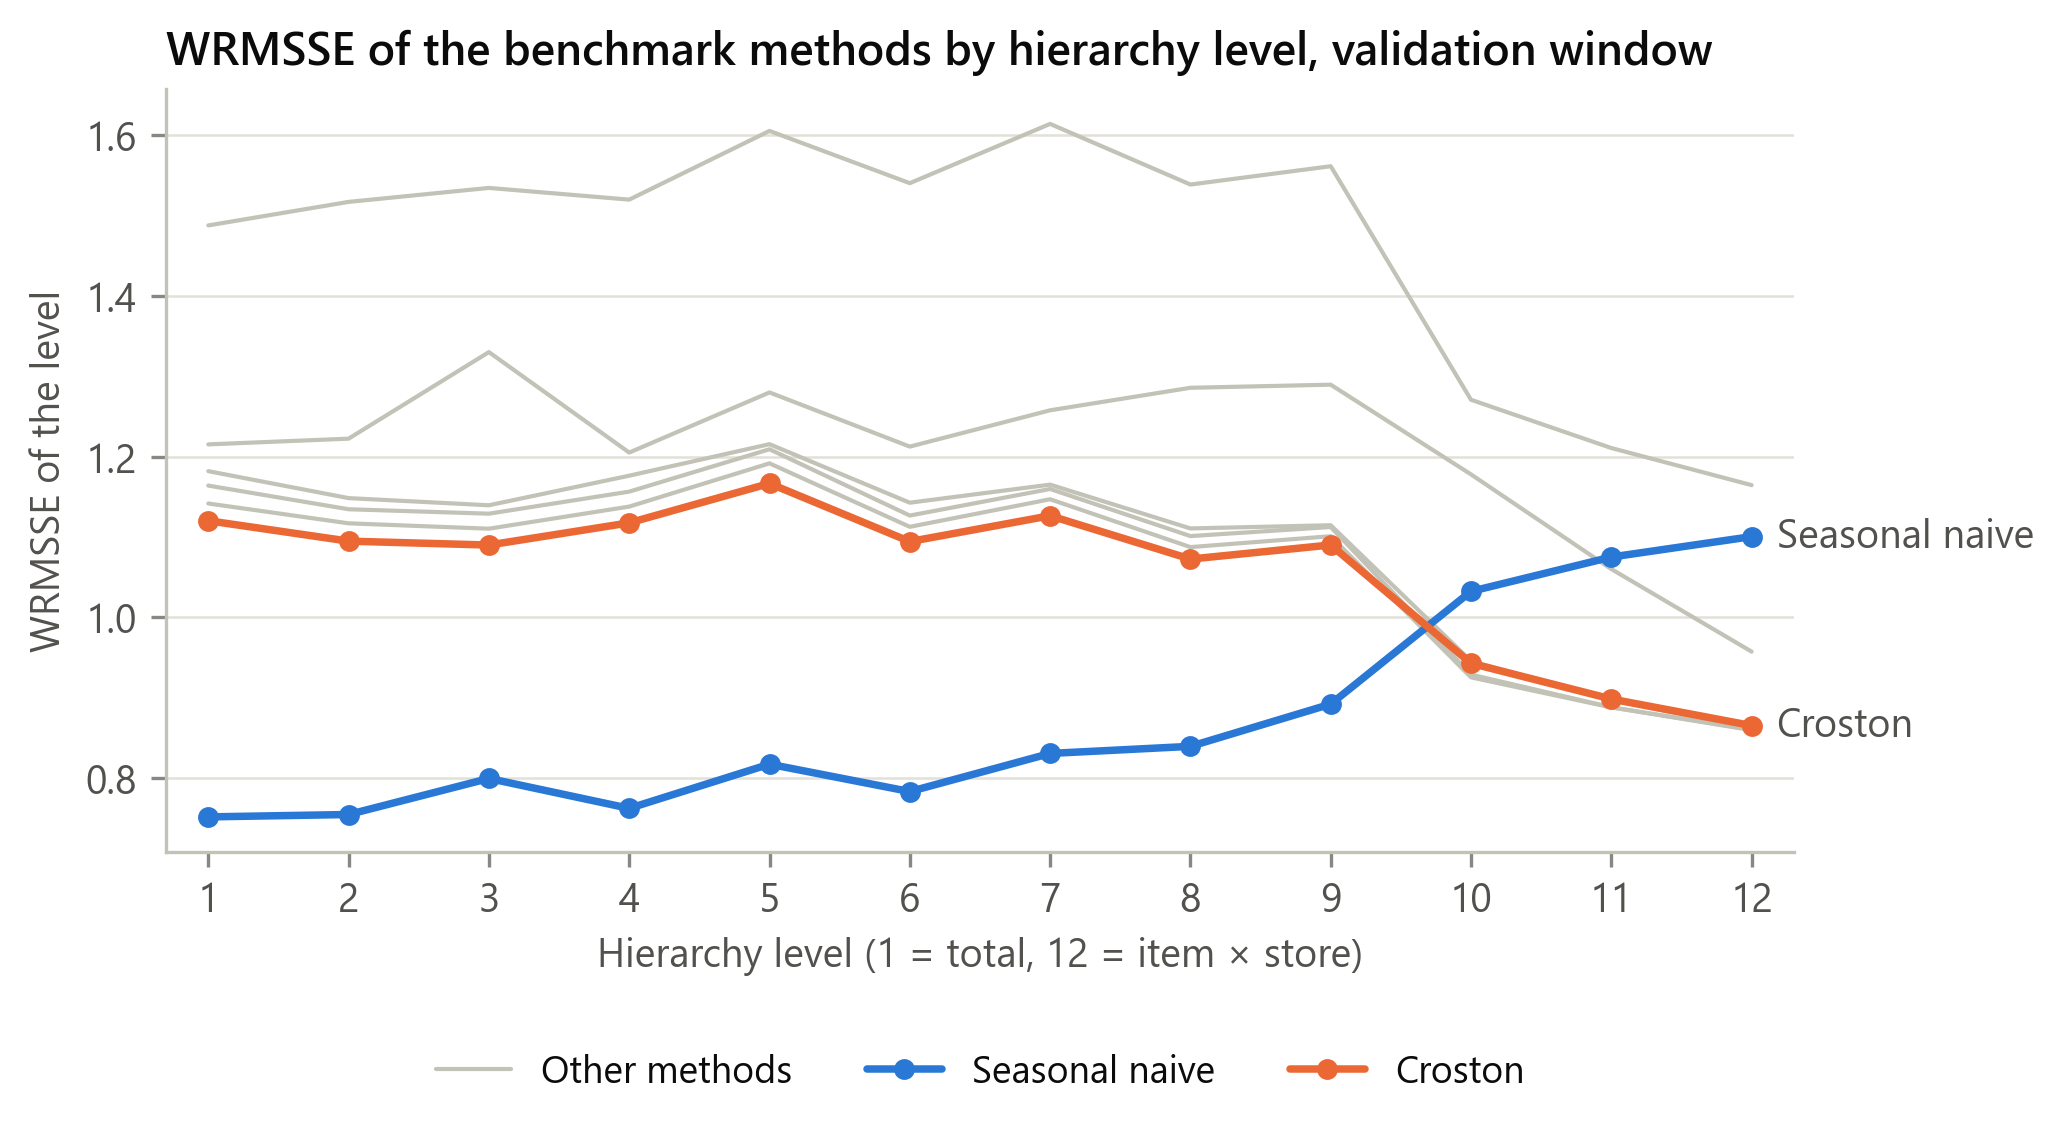 WRMSSE of the benchmark methods by hierarchy level, validation window
WRMSSE of the level
1.6
1.4
1.2
1.0
0.8
Seasonal naive
Croston
1 2 3 4 5 6 7 8 9 10 11 12
Hierarchy level (1 = total, 12 = item × store)
Other methods Seasonal naive Croston